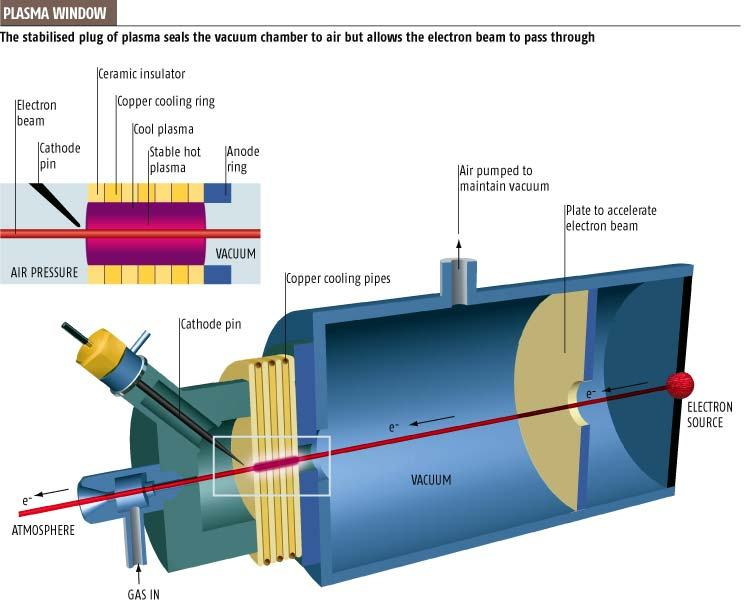 PLASMA WINDOW
The stabilised plug of plasma seals the vacuum chamber to air but allows the electron beam to pass through
Ceramic insulator
Copper cooling ring
Electron
beam
Cool plasma
Cathode
pin
Stable hot
plasma
Anode
ring
AIR PRESSURE
VACUUM
Air pumped to
maintain vacuum
Plate to accelerate
electron beam
Copper cooling pipes
Cathode pin
e-
e-
ELECTRON
SOURCE
VACUUM
e-
ATMOSPHERE
GAS IN